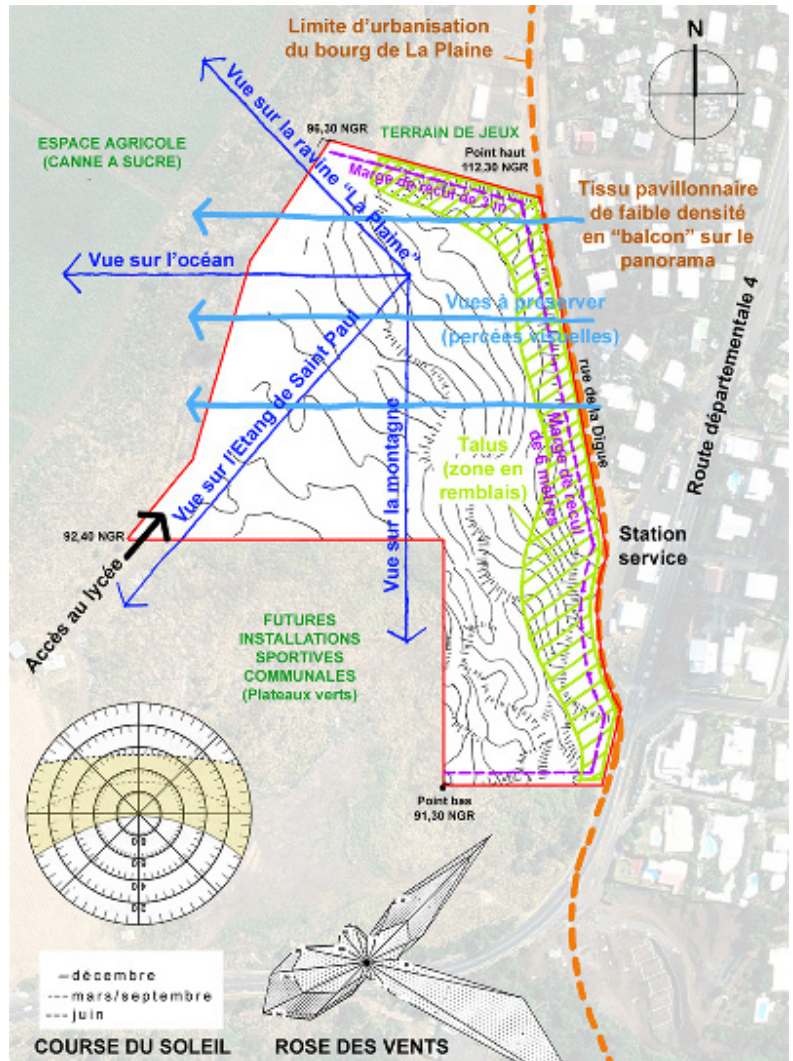 Limite d'urbanisation
du bourg de La Plaine
N
Vue sur la ravine "La Plaine"
ESPACE AGRICOLE
(CANNE A SUCRE)
96,30 NGR
TERRAIN DE JEUX
Point haut
112,30 NGR
Marge de recul de 3 m
Tissu pavillonnaire
de faible densité
en "balcon" sur le
panorama
Vue sur l'océan
Vues à préserver
(percées visuelles)
rue de la Digue
Route départementale 4
Vue sur l'Etang de Saint Paul
Vue sur la montagne
Talus
(zone en
remblais)
Marge de recul
de 6 mètres
92,40 NGR
Accès au lycée
Station
service
FUTURES
INSTALLATIONS
SPORTIVES
COMMUNALES
(Plateaux verts)
Point bas
91,30 NGR
décembre
mars/septembre
juin
COURSE DU SOLEIL
ROSE DES VENTS